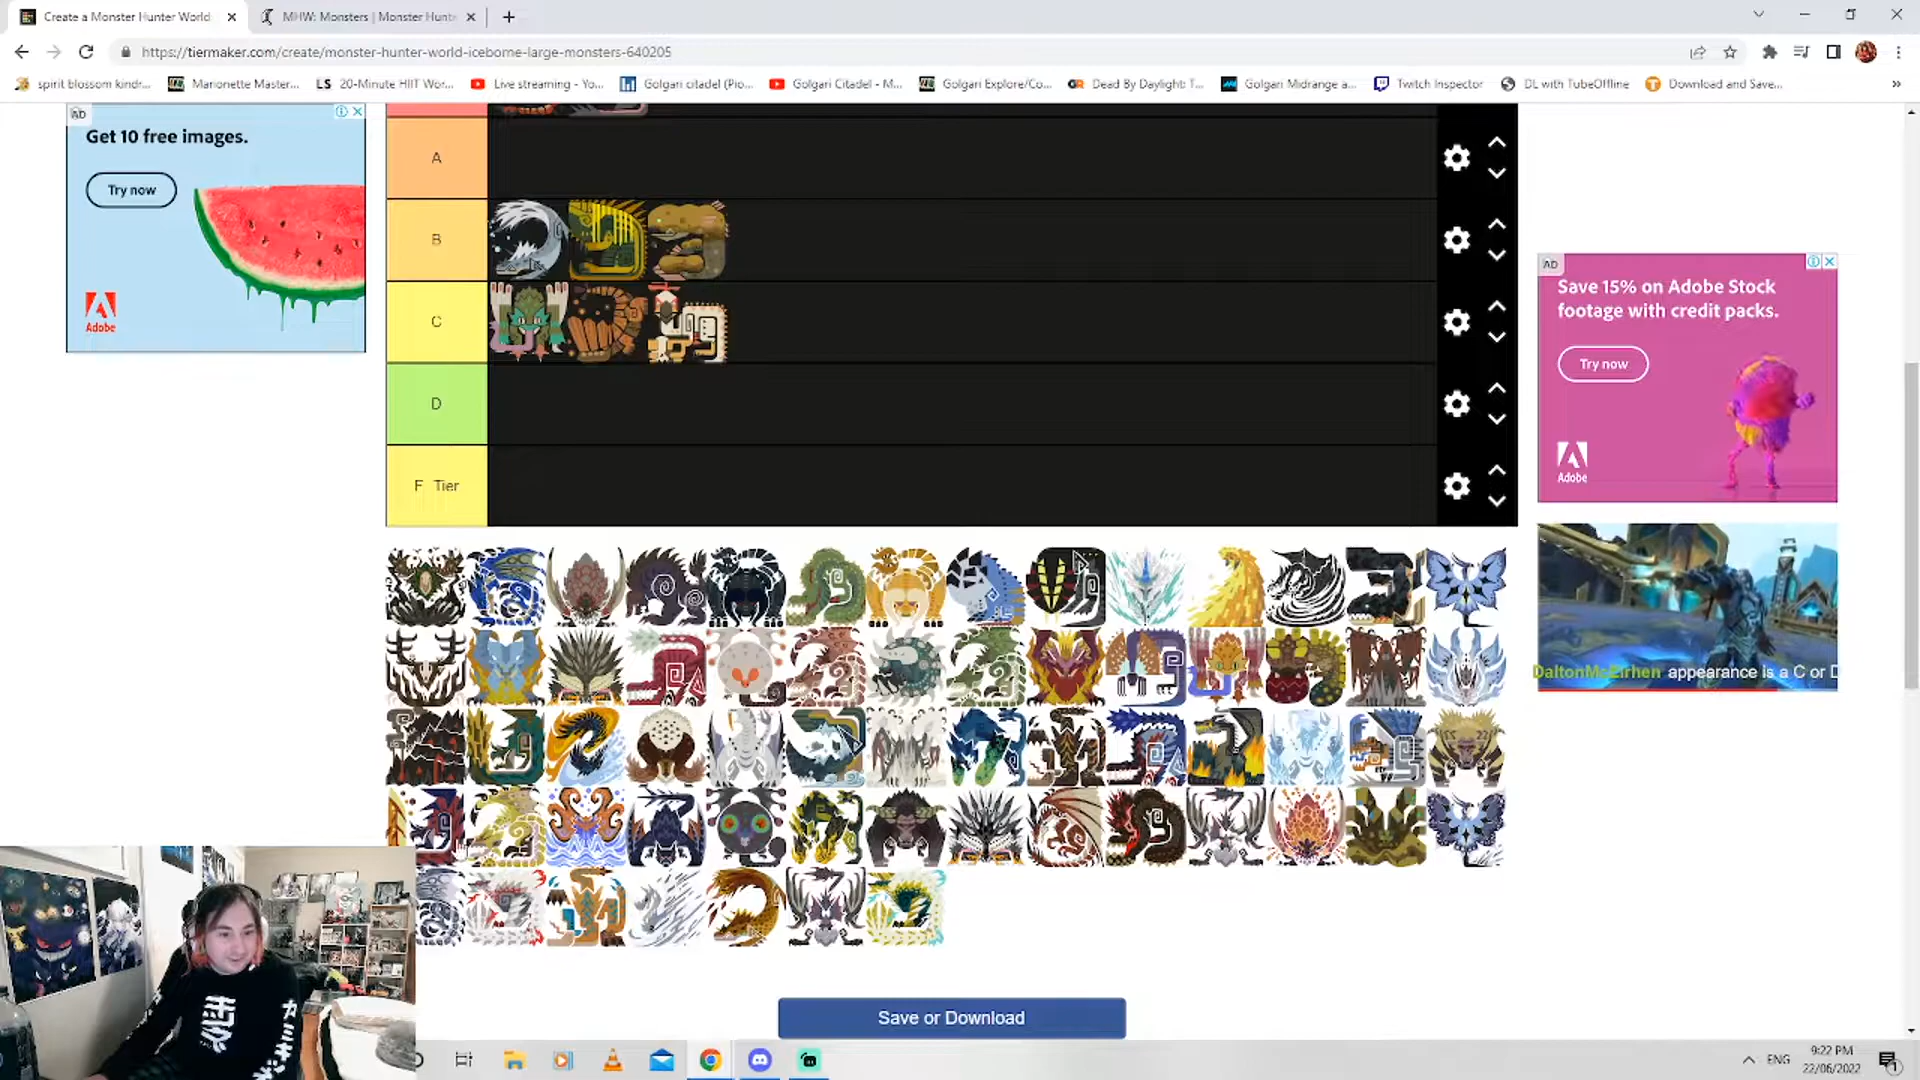 Create a Monster Hunter World
MHW: Monsters | Monster Hunt
https://tiermaker.com/create/monster-hunter-world-iceborne-large-monsters-640205
spirit blossom kindr...
Marionette Master...
LS 20-Minute HIIT Wor...
Live streaming - Yo...
Golgari citadel (Pio...
Golgari Citadel - M...
Golgari Explore/Co...
Dead By Daylight: T...
Golgari Midrange a...
Twitch Inspector
DL with TubeOffline
Download and Save...
AD
Get 10 free images.
Try now
Adobe
A
B
C
D
F Tier
AD
Save 15% on Adobe Stock
footage with credit packs.
Try now
Adobe
appearance is a C or D
Save or Download
ENG
9:22 PM
22/06/2022